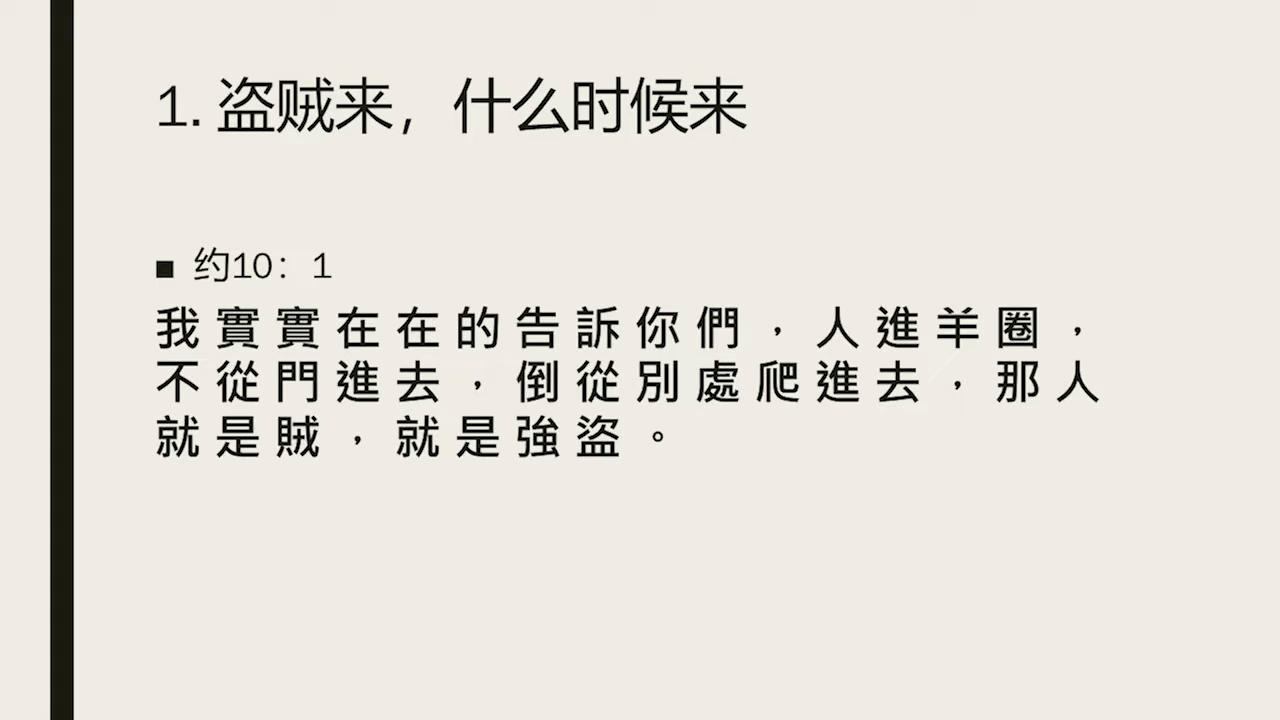 1. 盗贼来，什么时候来
■ 约10：1
我實實在在的告訴你們，人進羊圈，
不從門進去，倒從別處爬進去，那人
就是賊，就是強盜。